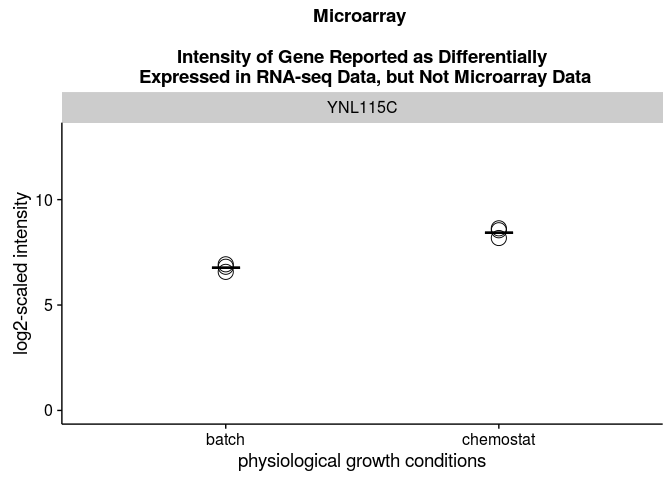 Microarray
Intensity of Gene Reported as Differentially
Expressed in RNA-seq Data, but Not Microarray Data
YNL115C
10
5
0
log2-scaled intensity
batch
chemostat
physiological growth conditions